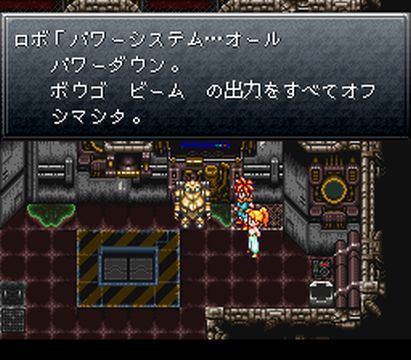 ロボ「パワーシステム…オール
パワーダウン。
ボウゴ　ビーム　の出力をすべてオフ
シマシタ。